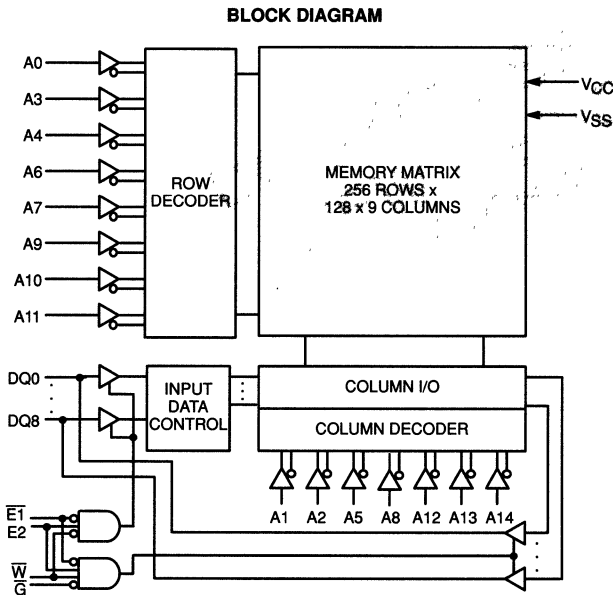 BLOCK DIAGRAM
A0
A3
A4
A6
A7
A9
A10
A11
ROW
DECODER
MEMORY MATRIX
256 ROWS x
128 x 9 COLUMNS
VCC
VSS
DQ0
DQ8
INPUT
DATA
CONTROL
COLUMN I/O
COLUMN DECODER
A1 A2 A5 A8 A12 A13 A14
E1
E2
W
G